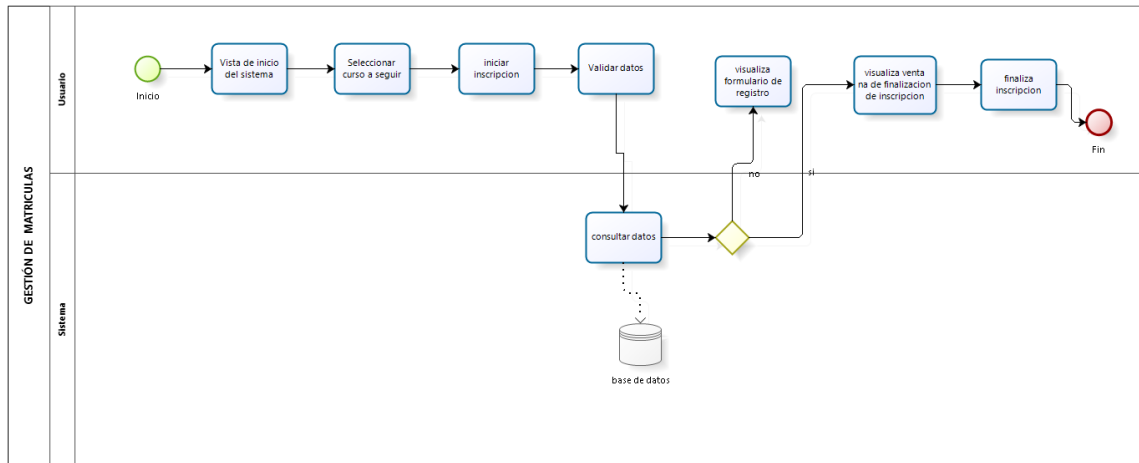 GESTIÓN DE MATRICULAS
Usuario
Inicio
Vista de inicio
del sistema
Seleccionar
curso a seguir
iniciar
inscripcion
Validar datos
visualiza
formulario de
registro
visualiza venta
na de finalizacion
de inscripcion
finaliza
inscripcion
Fin
no
si
Sistema
consultar datos
base de datos